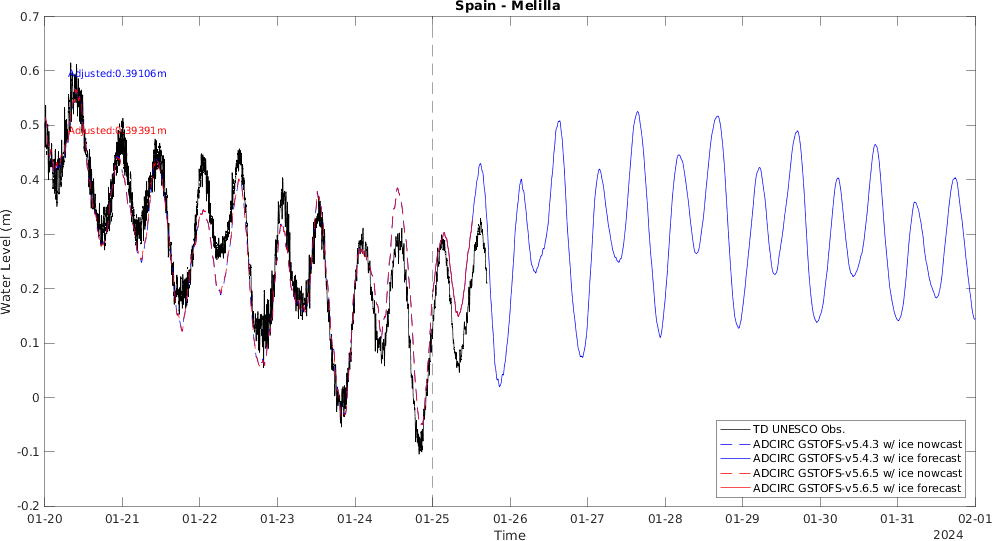 Spain - Melilla
0.7
0.6
0.5
0.4
0.3
0.2
0.1
0
-0.1
-0.2
Water Level (m)
Adjusted:0.39106m
Adjusted:0.39391m
TD UNESCO Obs.
ADCIRC GSTOFS-v5.4.3 w/ ice nowcast
ADCIRC GSTOFS-v5.4.3 w/ ice forecast
ADCIRC GSTOFS-v5.6.5 w/ ice nowcast
ADCIRC GSTOFS-v5.6.5 w/ ice forecast
01-20 01-21 01-22 01-23 01-24 01-25 01-26 01-27 01-28 01-29 01-30 01-31 02-01
Time
2024